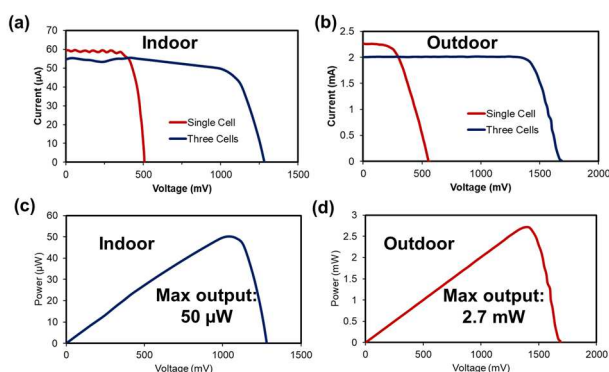 (a)
Indoor
Current (µA)
70
60
50
40
30
20
10
0
Single Cell
Three Cells
0
500
1000
1500
Voltage (mV)
(b)
Outdoor
Current (mA)
2.5
2
1.5
1
0.5
0
Single Cell
Three Cells
0
500
1000
1500
2000
Voltage (mV)
(c)
Indoor
Power (µW)
60
50
40
30
20
10
0
Max output:
50 µW
0
500
1000
1500
Voltage (mV)
(d)
Outdoor
Power (mW)
3
2.5
2
1.5
1
0.5
0
Max output:
2.7 mW
0
500
1000
1500
2000
Voltage (mV)